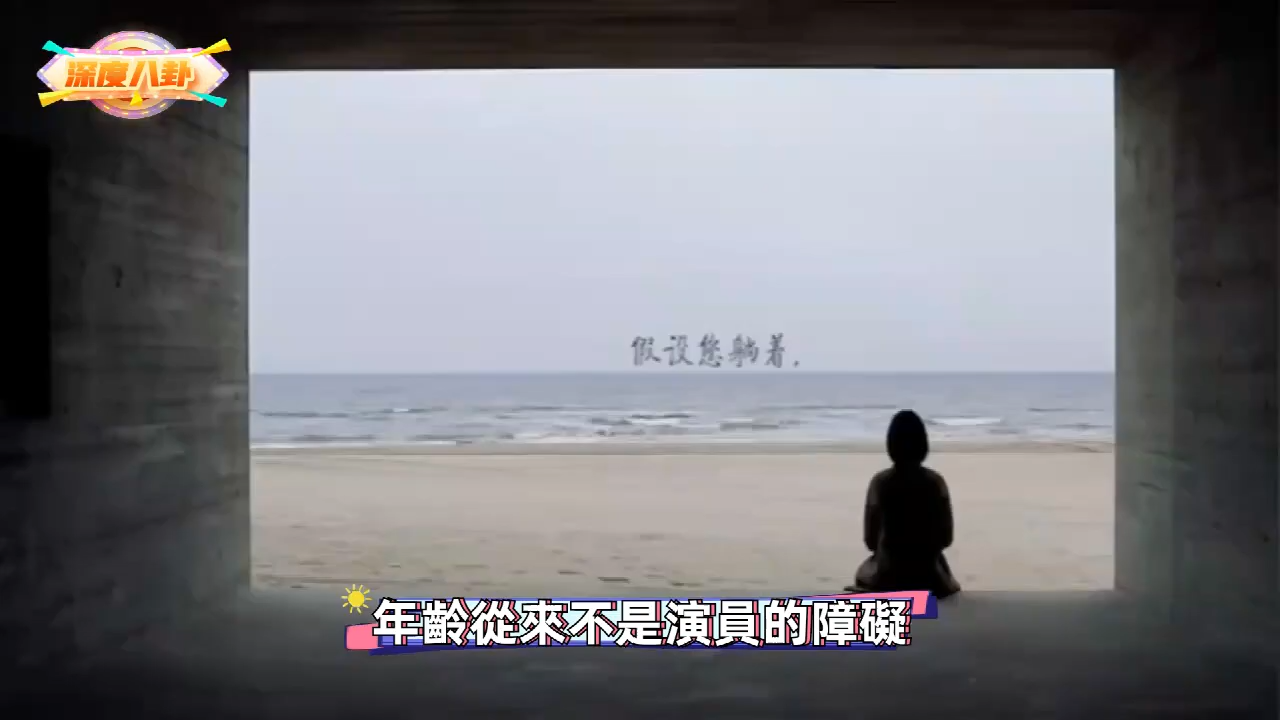 深度八卦
假设您躺着，
年齡從來不是演員的障礙